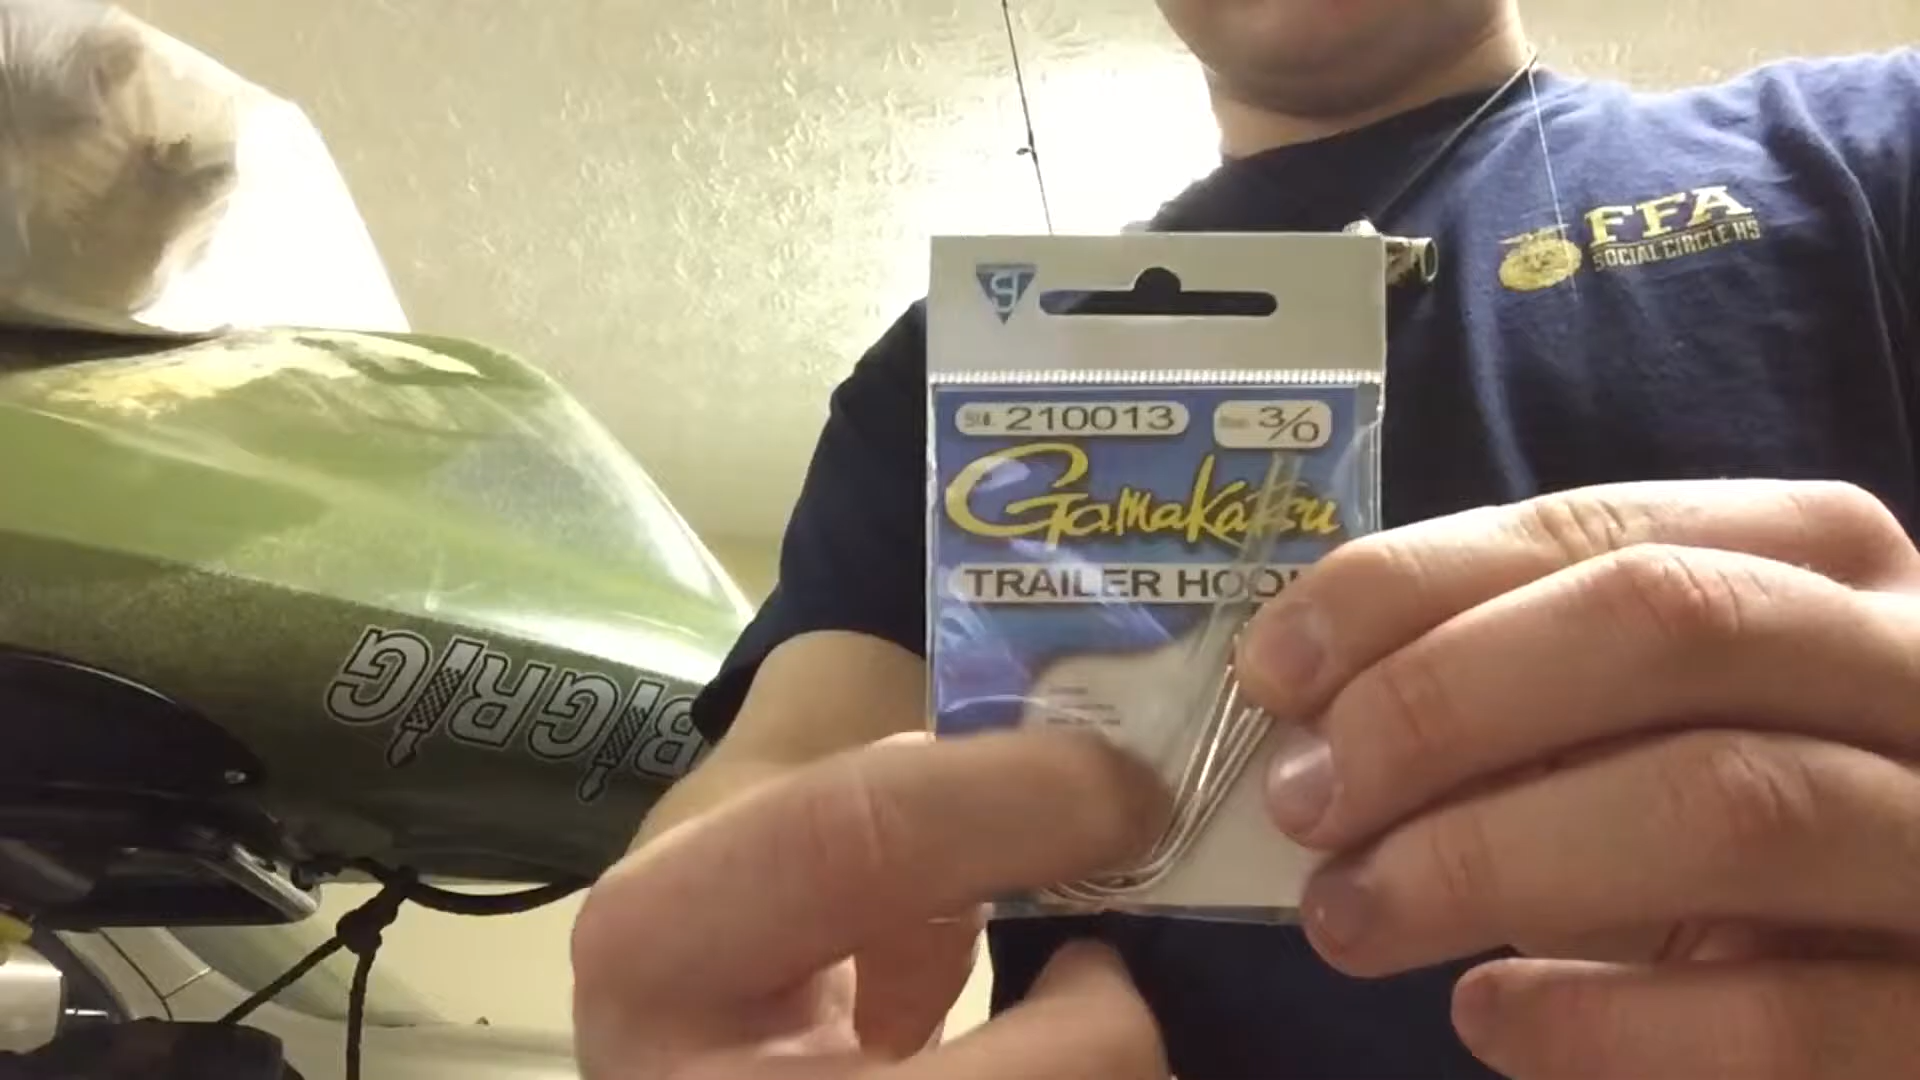 FFA
SOCIAL CIRCLE HS
210013
3/0
Gamakatsu
TRAILER HOO
BIGRIG